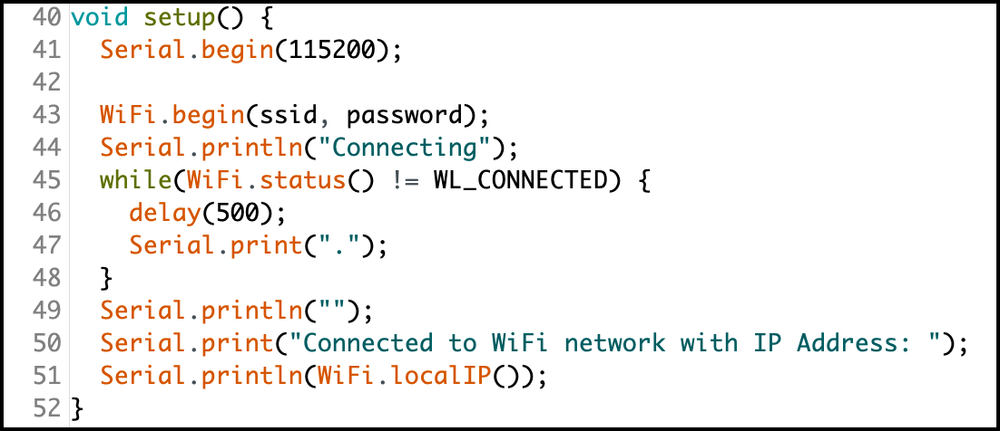 40 void setup() {
41   Serial.begin(115200);
42
43   WiFi.begin(ssid, password);
44   Serial.println("Connecting");
45   while(WiFi.status() != WL_CONNECTED) {
46     delay(500);
47     Serial.print(".");
48   }
49   Serial.println("");
50   Serial.print("Connected to WiFi network with IP Address: ");
51   Serial.println(WiFi.localIP());
52 }